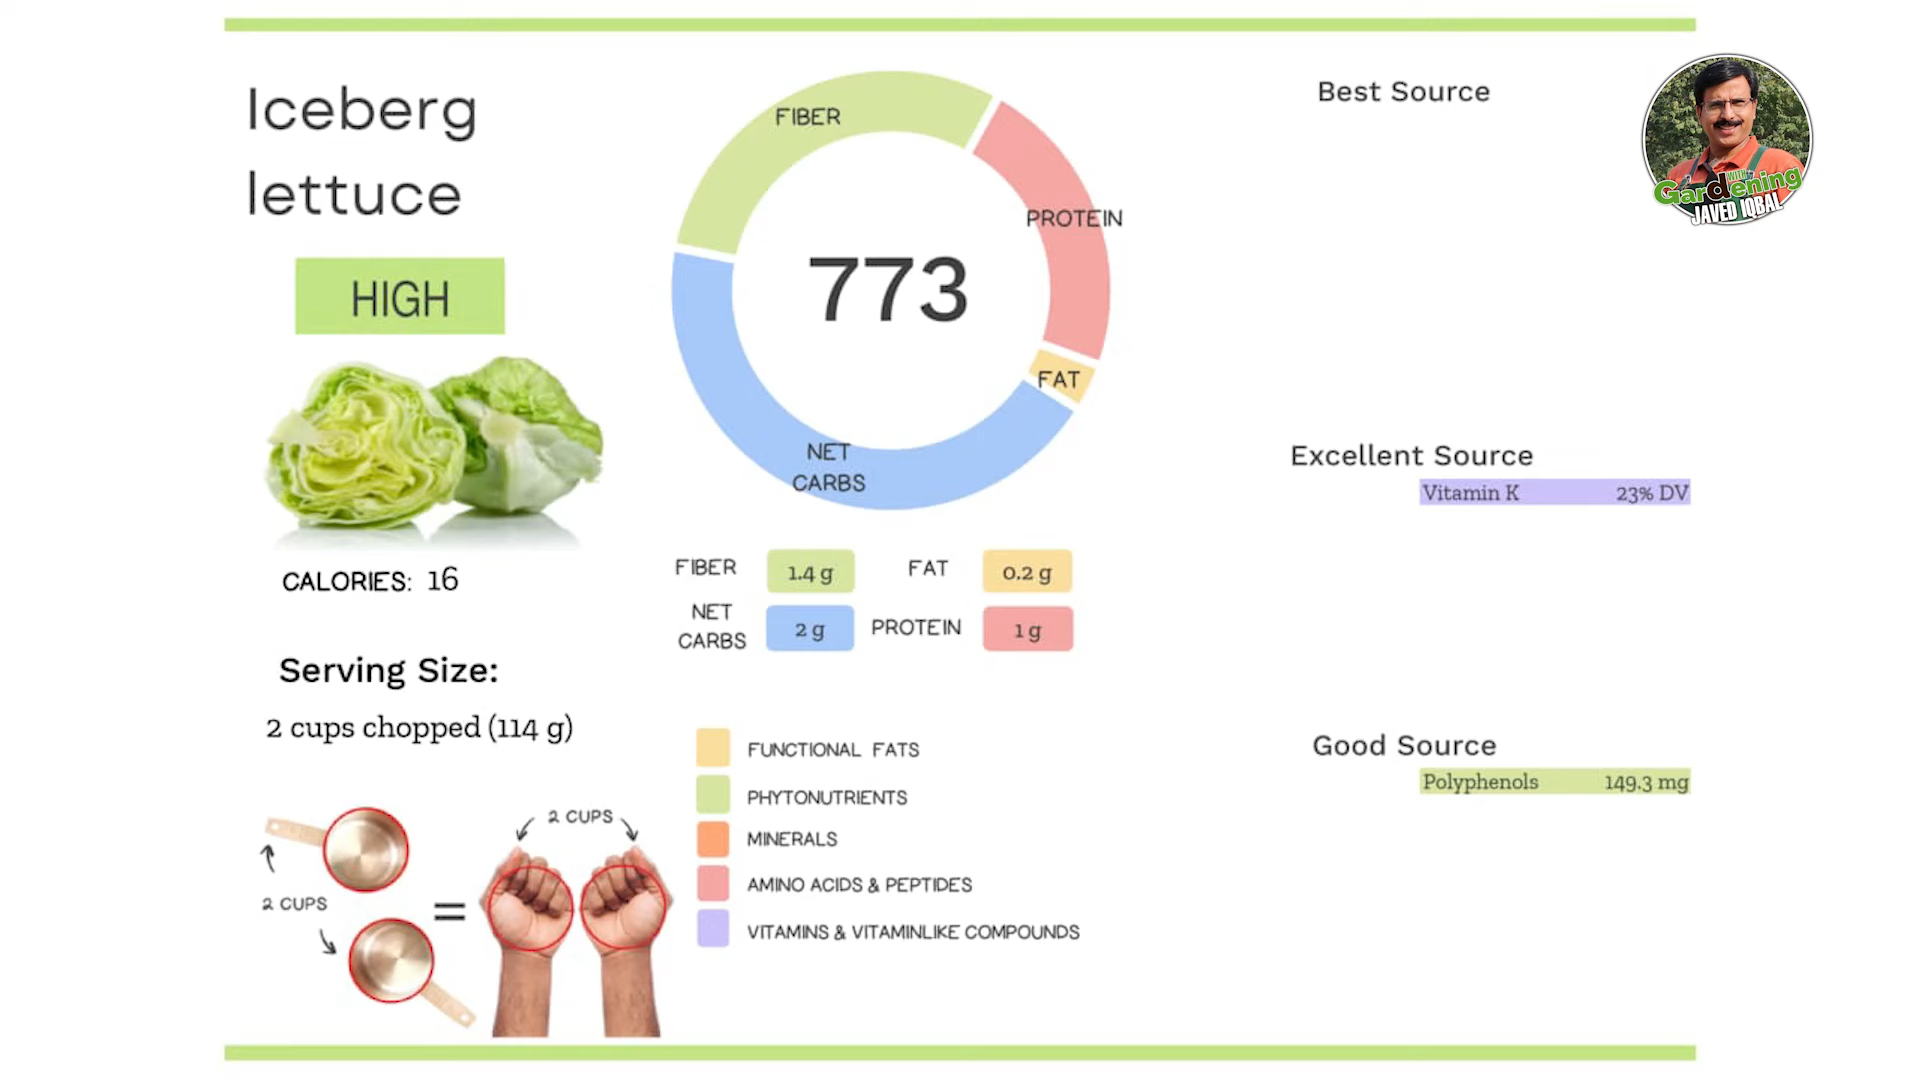 Iceberg
lettuce
HIGH
CALORIES: 16
Serving Size:
2 cups chopped (114 g)
2 CUPS
=
2 CUPS
FIBER
PROTEIN
773
FAT
NET
CARBS
FIBER 1.4 g FAT 0.2 g
NET
CARBS 2 g PROTEIN 1 g
FUNCTIONAL FATS
PHYTONUTRIENTS
MINERALS
AMINO ACIDS & PEPTIDES
VITAMINS & VITAMINLIKE COMPOUNDS
Best Source
Excellent Source
Vitamin K 23% DV
Good Source
Polyphenols 149.3 mg
Gardening WITH
JAVED IQBAL